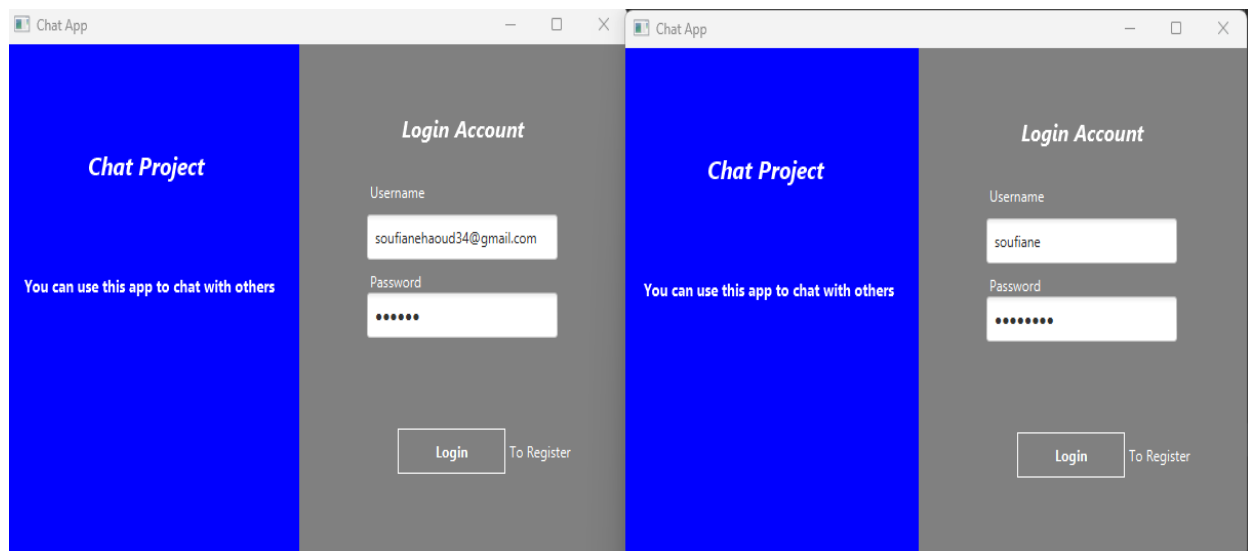 Chat App
Chat Project
You can use this app to chat with others
Login Account
Username
soufianehaoud34@gmail.com
Password
••••••
Login To Register
Chat App
Chat Project
You can use this app to chat with others
Login Account
Username
soufiane
Password
••••••••
Login To Register